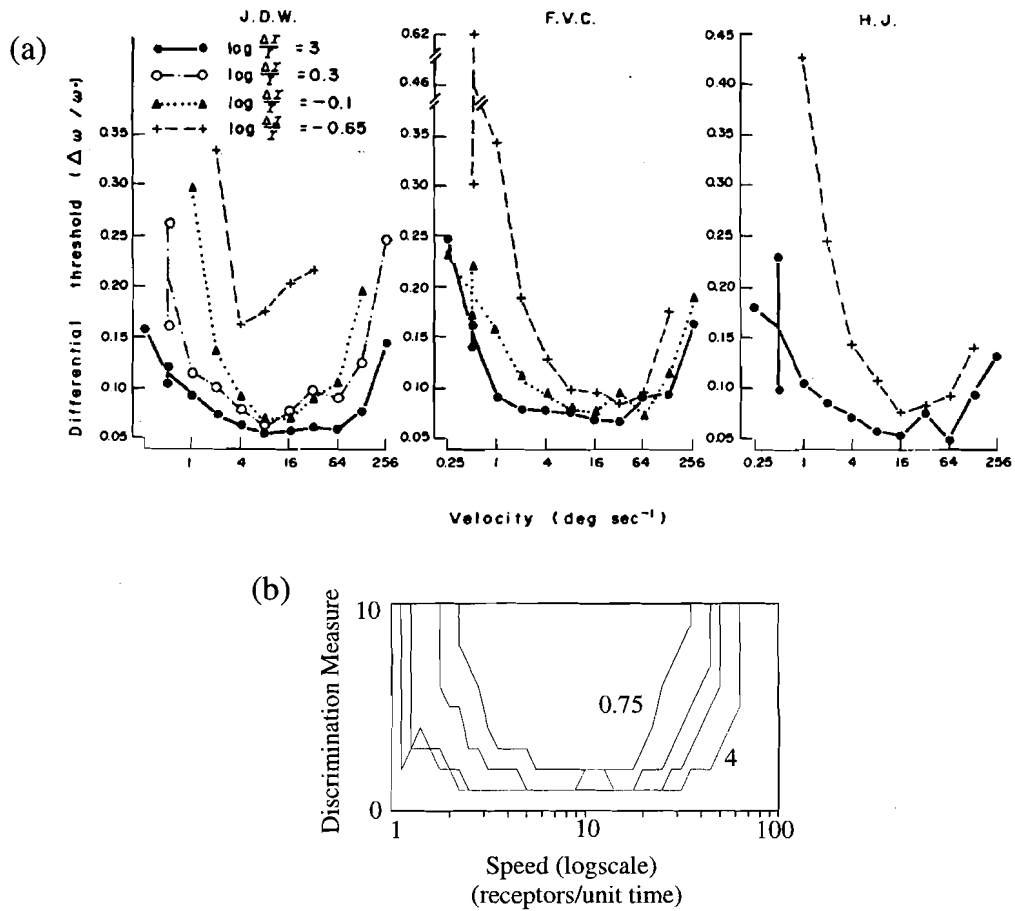 (a)
J.D.W.
F.V.C.
H.J.
log ΔI/I = 3
log ΔI/I = 0.3
log ΔI/I = -0.1
log ΔI/I = -0.65
Differential threshold (Δω/ω)
0.35
0.30
0.25
0.20
0.15
0.10
0.05
1 4 16 64 256
0.62
0.46
0.35
0.30
0.25
0.20
0.15
0.10
0.05
0.25 1 4 16 64 256
0.45
0.40
0.35
0.30
0.25
0.20
0.15
0.10
0.05
0.25 1 4 16 64 256
Velocity (deg sec⁻¹)
(b)
Discrimination Measure
10
0
0.75
4
1 10 100
Speed (logscale)
(receptors/unit time)